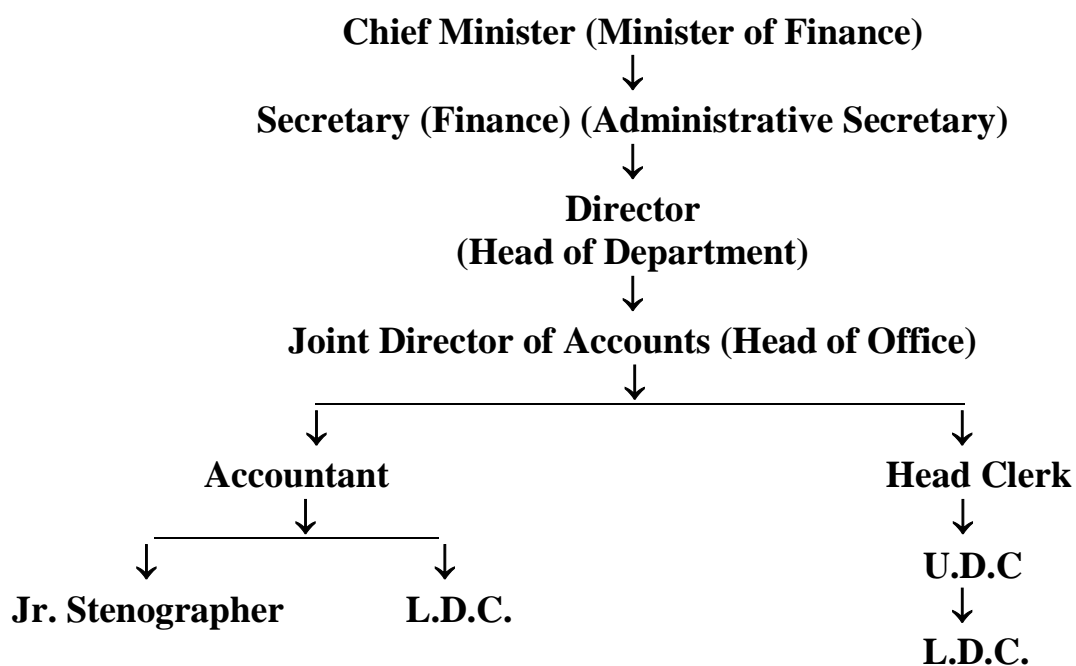 Chief Minister (Minister of Finance)
Secretary (Finance) (Administrative Secretary)
Director
(Head of Department)
Joint Director of Accounts (Head of Office)
Accountant
Head Clerk
U.D.C
Jr. Stenographer
L.D.C.
L.D.C.